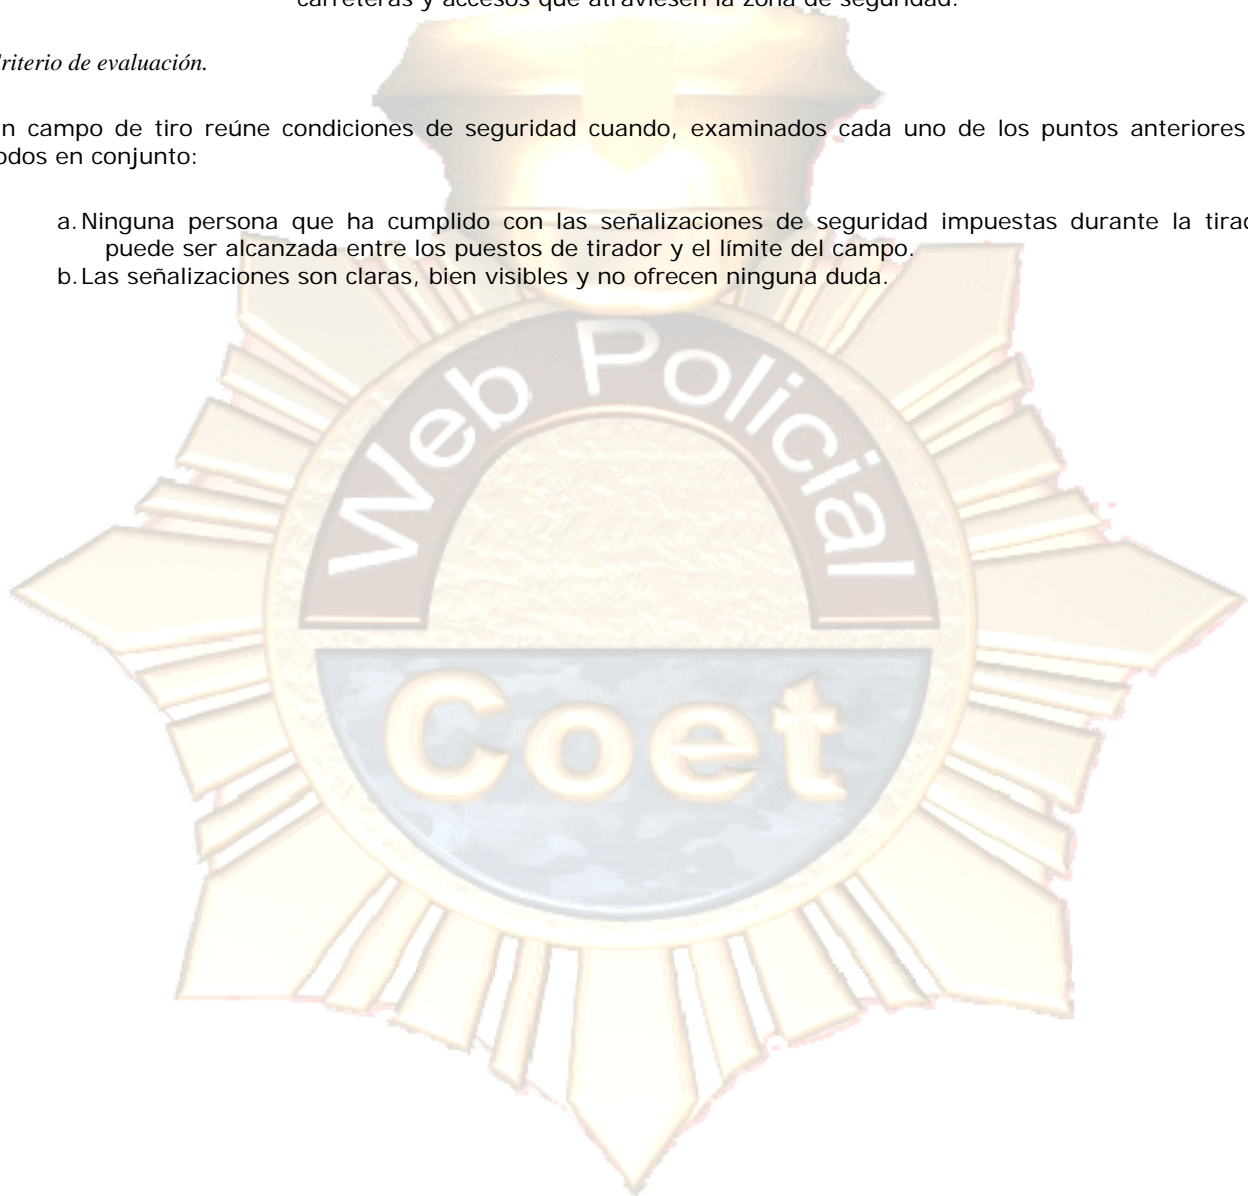 carreteras y accesos que atraviesen la zona de seguridad.
riterio de evaluación.
n campo de tiro reúne condiciones de seguridad cuando, examinados cada uno de los puntos anteriores
odos en conjunto:
a. Ninguna persona que ha cumplido con las señalizaciones de seguridad impuestas durante la tirad
puede ser alcanzada entre los puestos de tirador y el límite del campo.
b. Las señalizaciones son claras, bien visibles y no ofrecen ninguna duda.
Web Policial
Coet